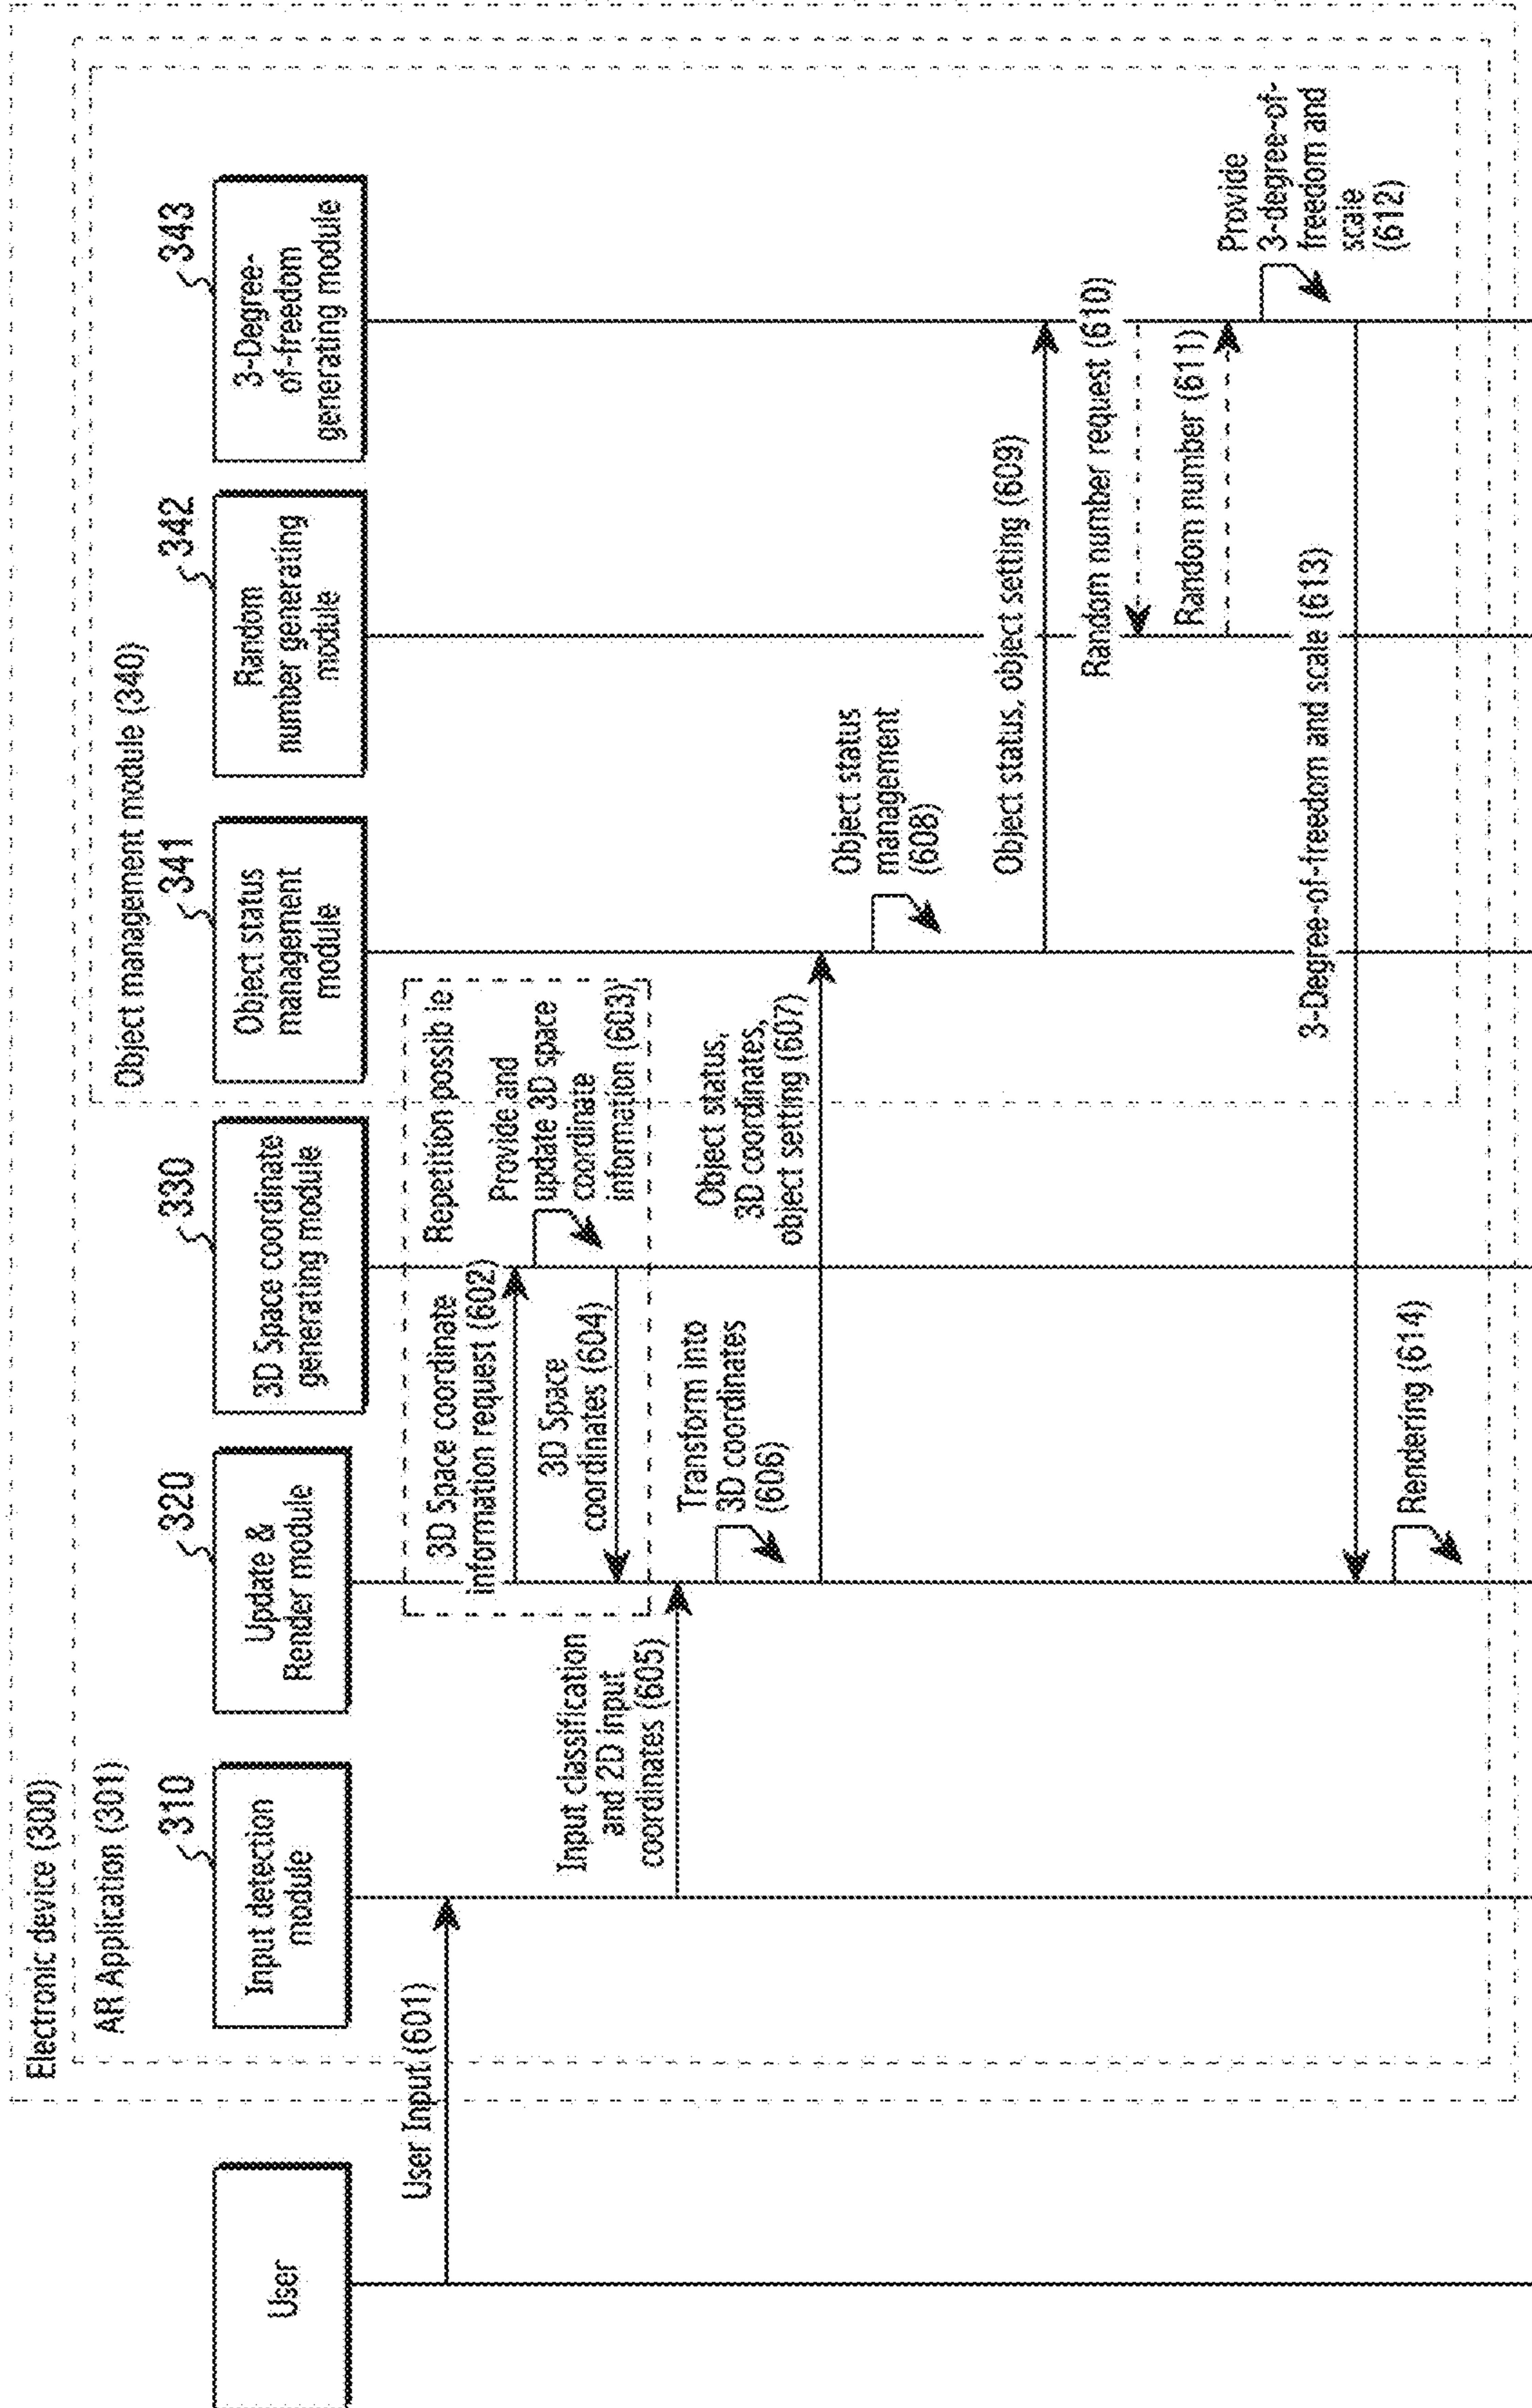 Electronic device (300)
AR Application (301)
Object management module (340)
310
320
330
341
342
343
User
Input detection
module
Update &
Render module
3D Space coordinate
generating module
Object status
management
module
Random
number generating
module
3-Degree-
of-freedom
generating module
User Input (601)
Repetition possib ie
3D Space coordinate
information request (602)
Provide and
update 3D space
coordinate
information (603)
3D Space
coordinates (604)
Input classification
and 2D input
coordinates (605)
Transform into
3D coordinates
(606)
Object status,
3D coordinates,
object setting (607)
Object status
management
(608)
Object status, object setting (609)
Random number request (610)
Random number (611)
Provide
3-degree-of-
freedom and
scale
(612)
3-Degree-of-freedom and scale (613)
Rendering (614)